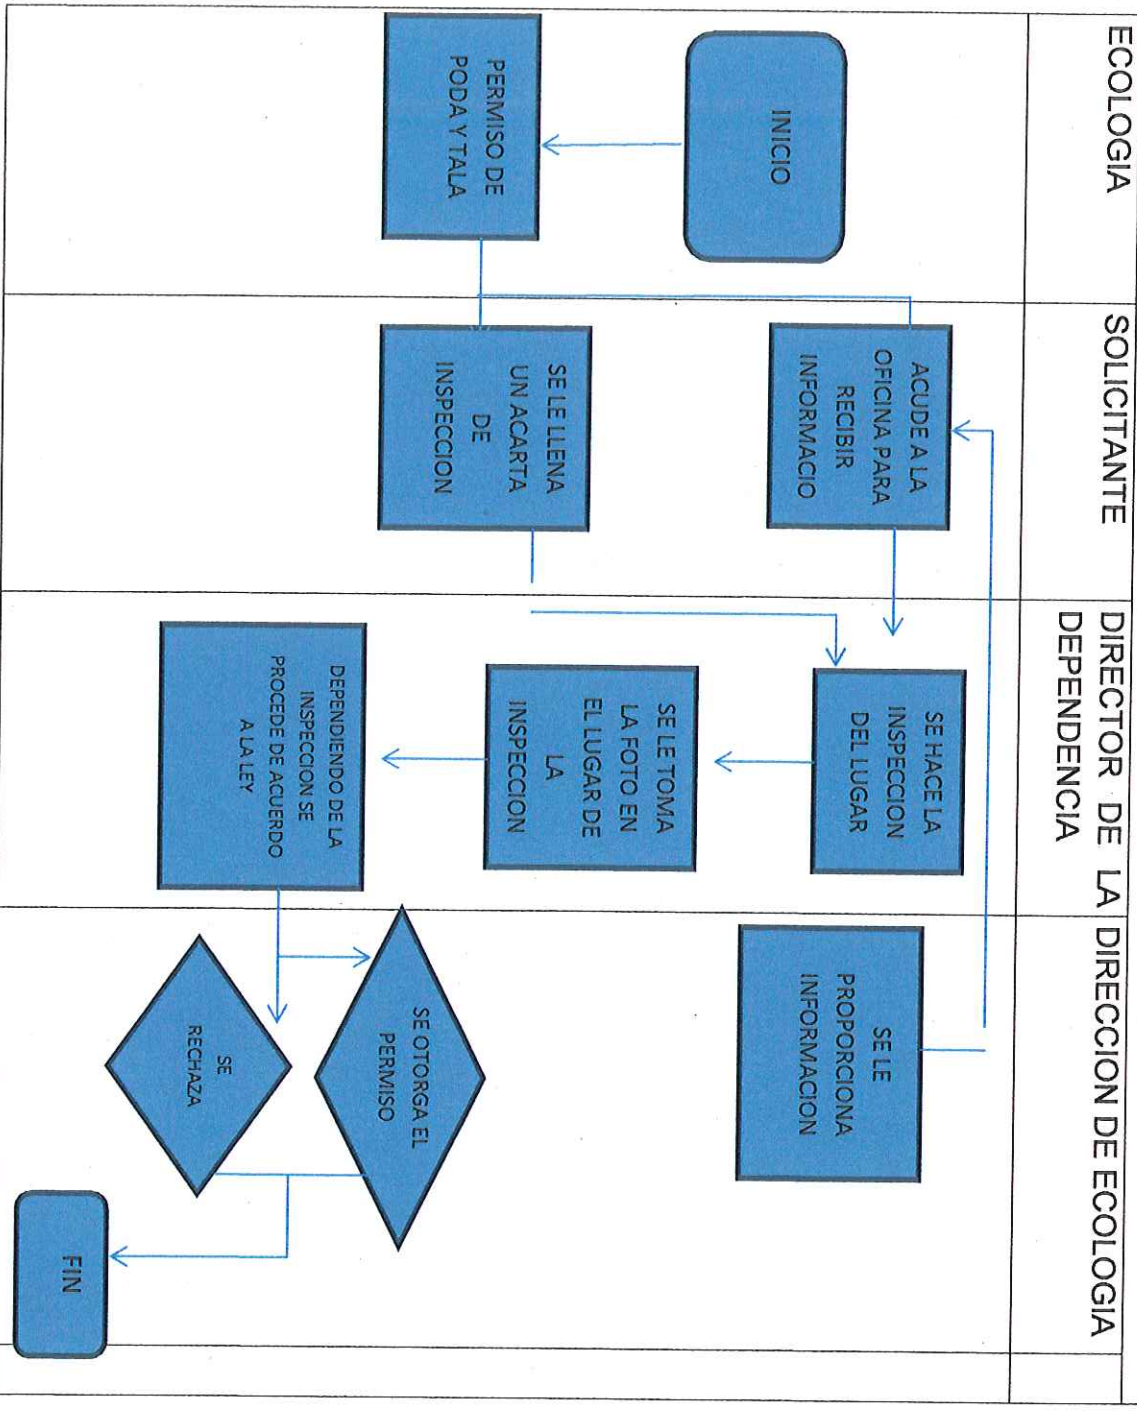 ECOLOGIA
SOLICITANTE
DIRECTOR DE LA
DEPENDENCIA
DIRECCION DE ECOLOGIA
INICIO
PERMISO DE
PODA Y TALA
ACUDE A LA
OFICINA PARA
RECIBIR
INFORMACIO
SE LE LLENA
UN ACARTA
DE
INSPECCION
SE HACE LA
INSPECCION
DEL LUGAR
SE LE TOMA
LA FOTO EN
EL LUGAR DE
LA
INSPECCION
DEPENDIENDO DE LA
INSPECCION SE
PROCEDE DE ACUERDO
A LA LEY
SE LE
PROPORCIONA
INFORMACION
SE OTORGA EL
PERMISO
SE
RECHAZA
FIN